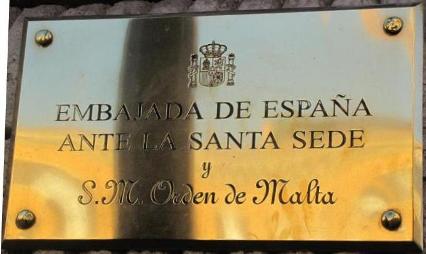 EMBAJADA DE ESPAÑA
ANTE LA SANTA SEDE
y
S.M. Orden de Malta